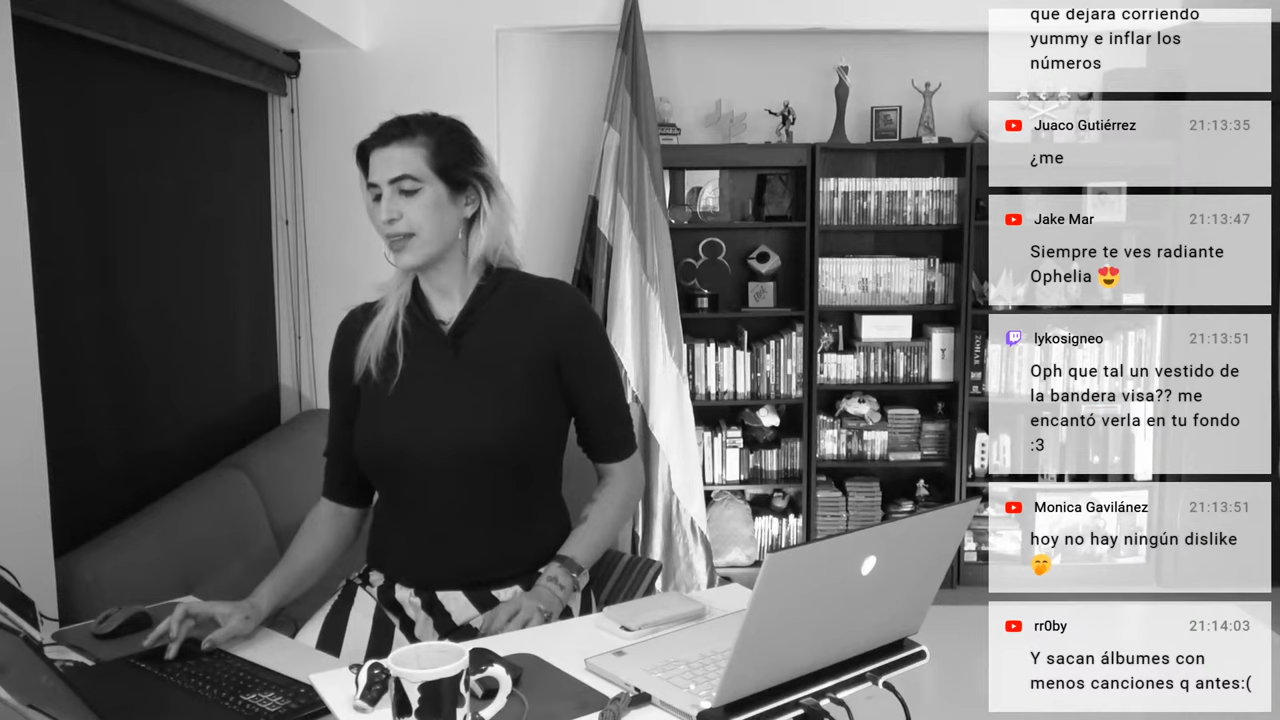 que dejara corriendo
yummy e inflar los
números
Juaco Gutiérrez 21:13:35
¿me
Jake Mar 21:13:47
Siempre te ves radiante
Ophelia 😍
lykosigneo 21:13:51
Oph que tal un vestido de
la bandera visa?? me
encantó verla en tu fondo
:3
Monica Gavilánez 21:13:51
hoy no hay ningún dislike
🤭
rr0by 21:14:03
Y sacan álbumes con
menos canciones q antes:(